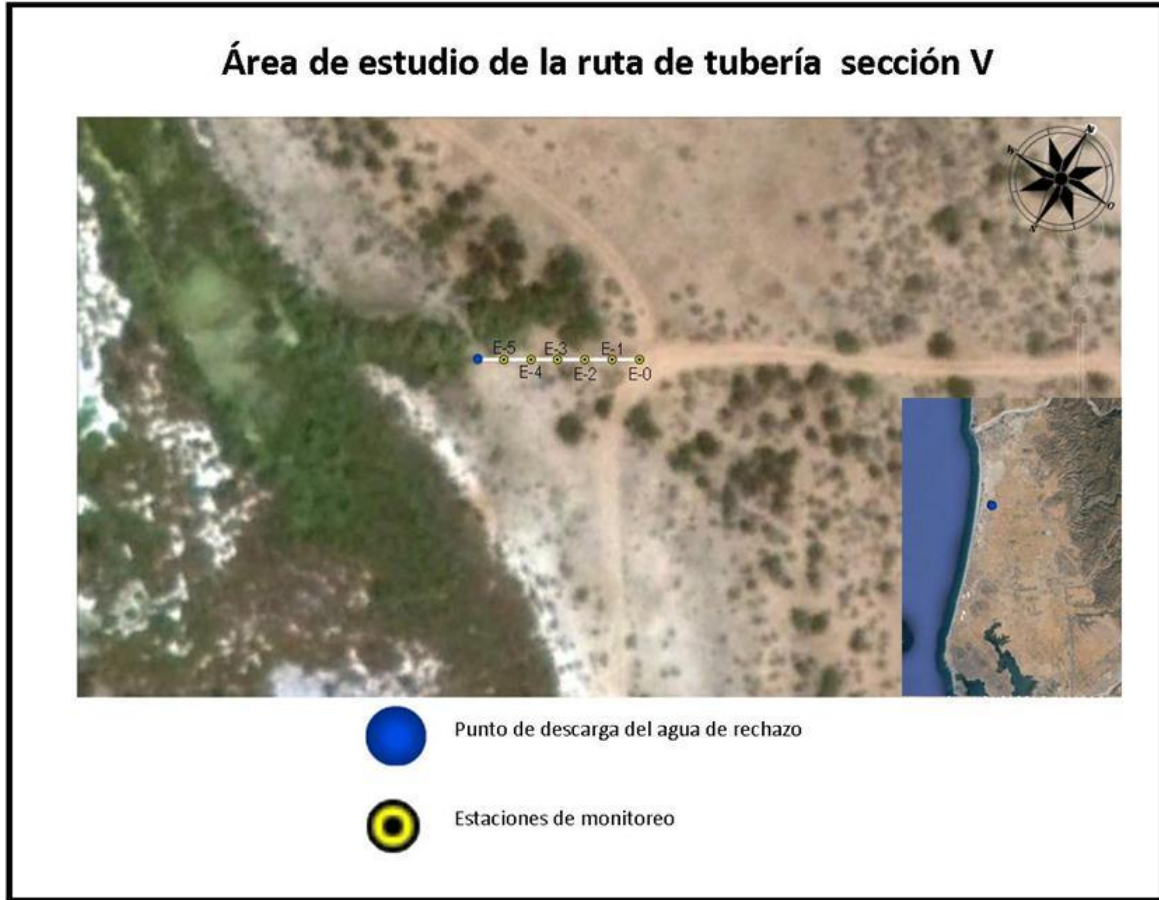 Área de estudio de la ruta de tubería sección V
N
O
E-5
E-3
E-1
E-4
E-2
E-0
Punto de descarga del agua de rechazo
Estaciones de monitoreo